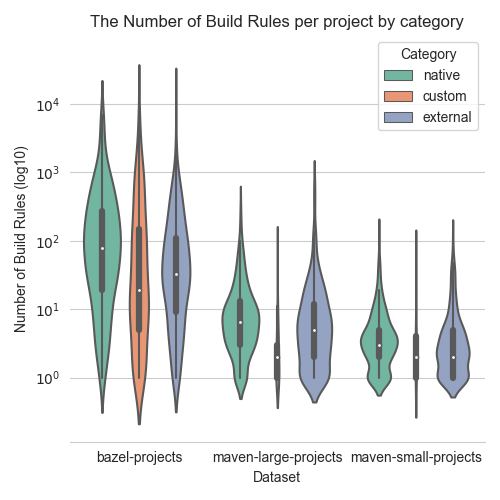 The Number of Build Rules per project by category
Category
native
custom
external
Number of Build Rules (log10)
10^4
10^3
10^2
10^1
10^0
bazel-projects maven-large-projects maven-small-projects
Dataset